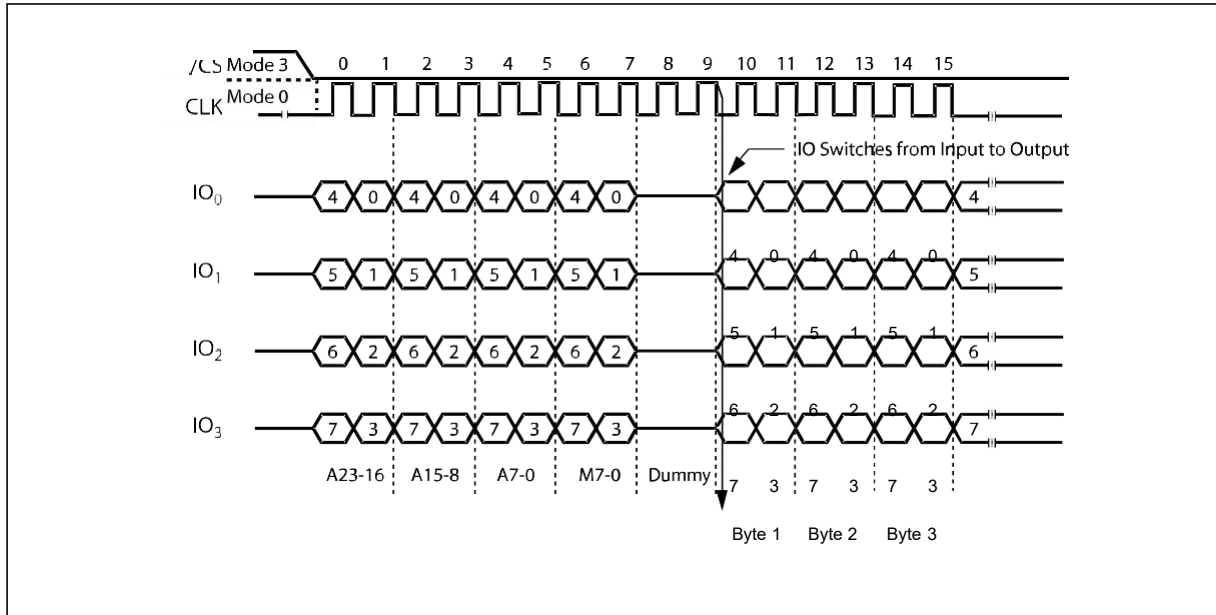 /CS Mode 3 0 1 2 3 4 5 6 7 8 9 10 11 12 13 14 15
CLK Mode 0
IO Switches from Input to Output
IO0 4 0 4 0 4 0 4 0 4
4 0 4 0 4 0
IO1 5 1 5 1 5 1 5 1 5
5 1 5 1 5 1
IO2 6 2 6 2 6 2 6 2 6
6 2 6 2 6 2
IO3 7 3 7 3 7 3 7 3 7
A23-16 A15-8 A7-0 M7-0 Dummy
7 3 7 3 7 3
Byte 1 Byte 2 Byte 3